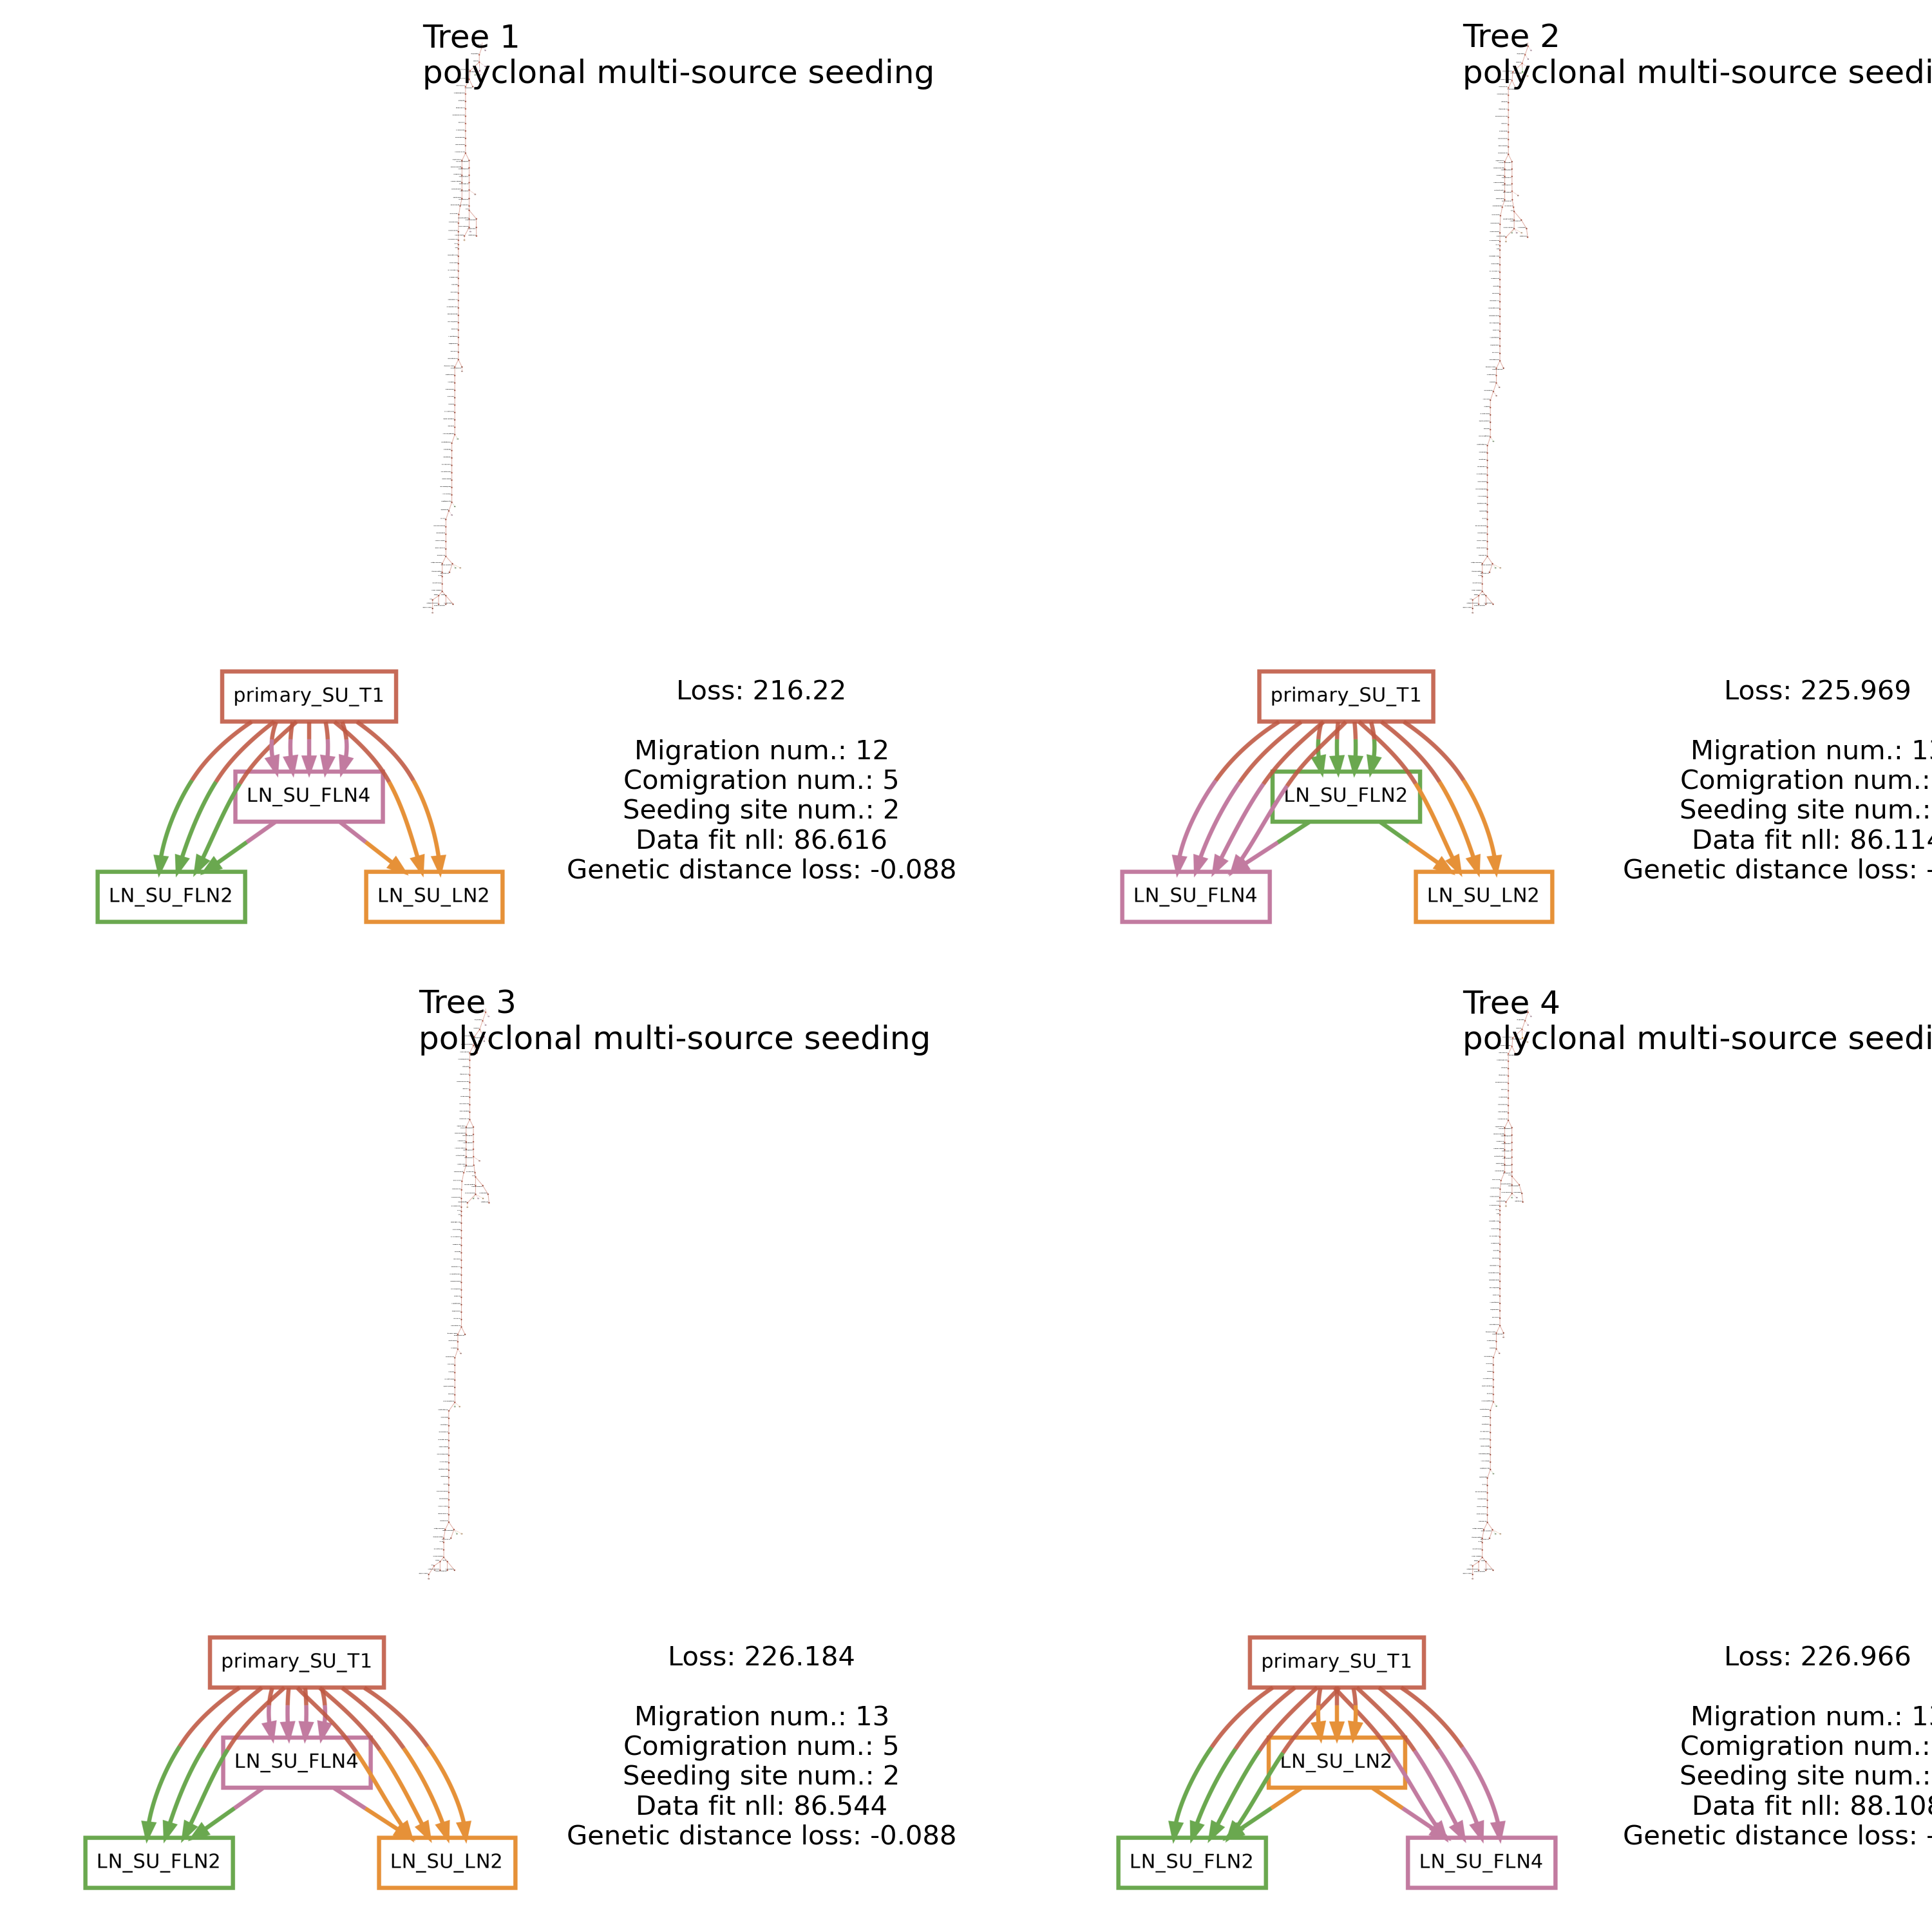 Tree 1
polyclonal multi-source seeding
primary_SU_T1
LN_SU_FLN4
LN_SU_FLN2
LN_SU_LN2
Loss: 216.22
Migration num.: 12
Comigration num.: 5
Seeding site num.: 2
Data fit nll: 86.616
Genetic distance loss: -0.088
Tree 2
polyclonal multi-source
primary_SU_T1
LN_SU_FLN2
LN_SU_FLN4
LN_SU_LN2
Loss: 225.969
Migration num.:
Comigration num.:
Seeding site num.:
Data fit nll: 86.114
Genetic distance loss: -
Tree 3
polyclonal multi-source seeding
primary_SU_T1
LN_SU_FLN4
LN_SU_FLN2
LN_SU_LN2
Loss: 226.184
Migration num.: 13
Comigration num.: 5
Seeding site num.: 2
Data fit nll: 86.544
Genetic distance loss: -0.088
Tree 4
polyclonal multi-source
primary_SU_T1
LN_SU_LN2
LN_SU_FLN2
LN_SU_FLN4
Loss: 226.966
Migration num.:
Comigration num.:
Seeding site num.:
Data fit nll: 88.108
Genetic distance loss: -